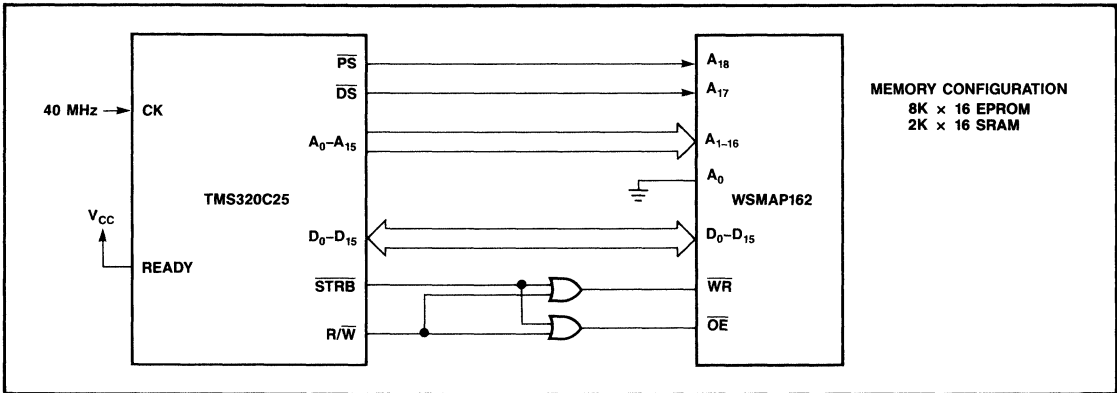 PS
DS
40 MHz
CK
A0–A15
TMS320C25
VCC
READY
D0–D15
STRB
R/W
A18
A17
A1–16
A0
WSMAP162
D0–D15
WR
OE
MEMORY CONFIGURATION
8K × 16 EPROM
2K × 16 SRAM